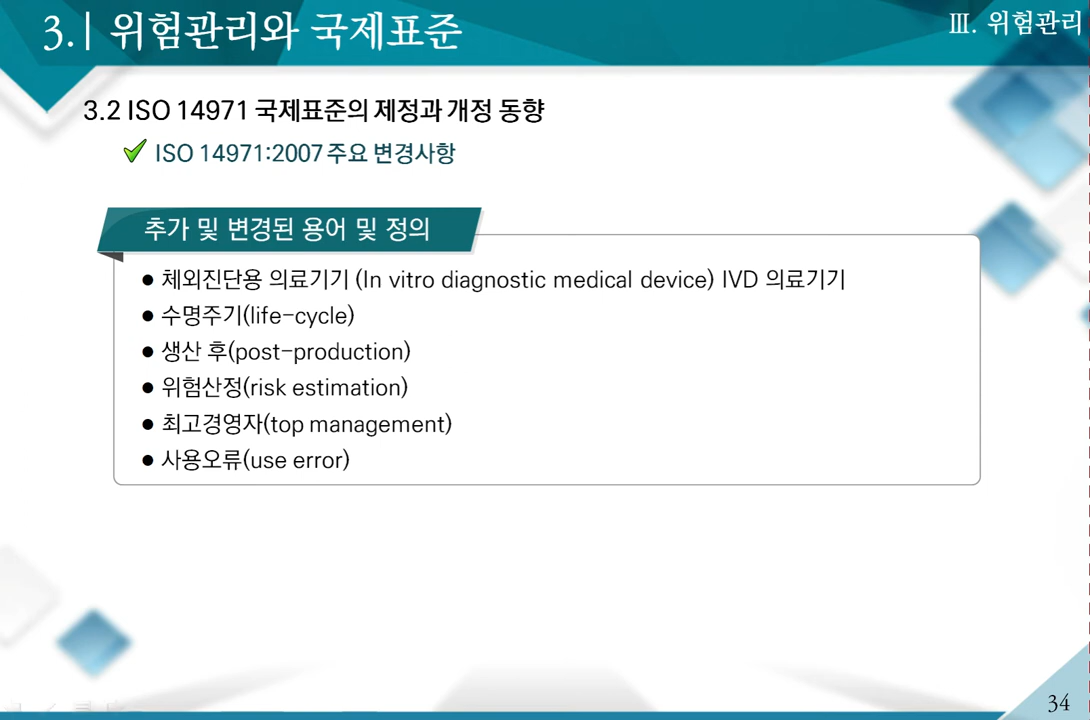 3.| 위험관리와 국제표준
Ⅲ. 위험관리
3.2 ISO 14971 국제표준의 제정과 개정 동향
ISO 14971:2007 주요 변경사항
추가 및 변경된 용어 및 정의
● 체외진단용 의료기기 (In vitro diagnostic medical device) IVD 의료기기
● 수명주기(life-cycle)
● 생산 후(post-production)
● 위험산정(risk estimation)
● 최고경영자(top management)
● 사용오류(use error)
34